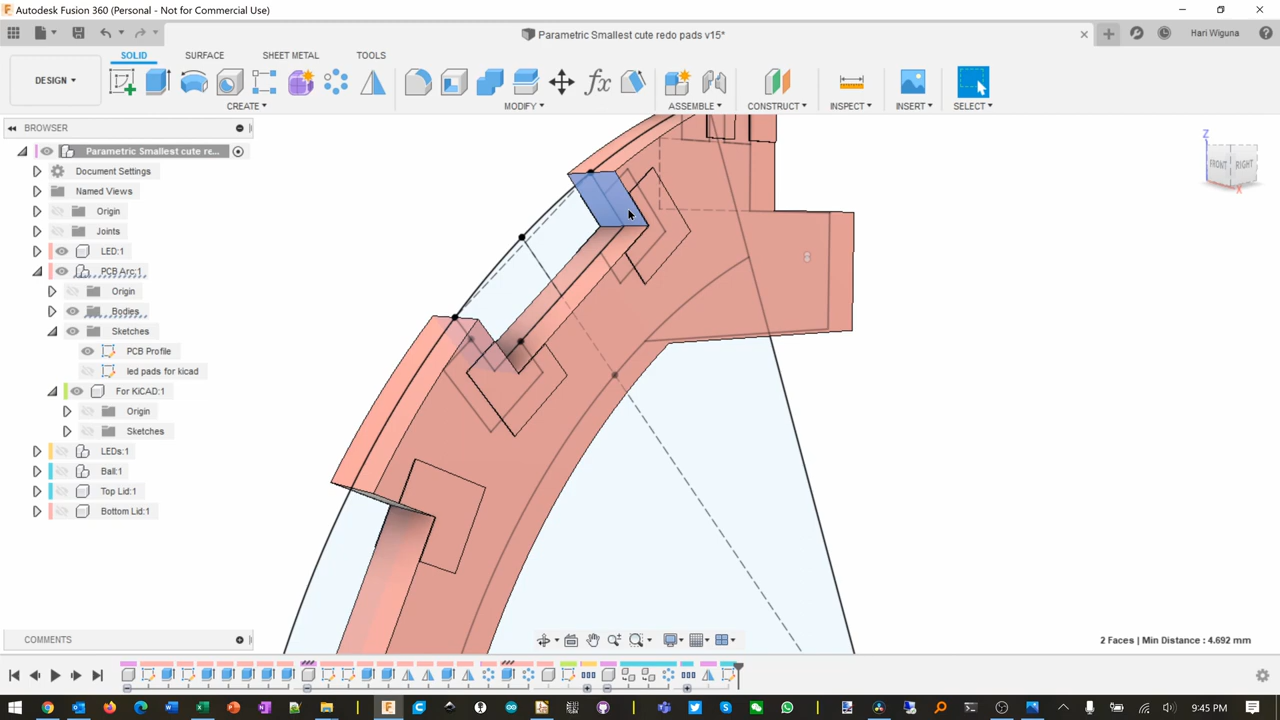 Autodesk Fusion 360 (Personal - Not for Commercial Use)
Parametric Smallest cute redo pads v15*
Hari Wiguna
SOLID SURFACE SHEET METAL TOOLS
DESIGN
CREATE MODIFY ASSEMBLE CONSTRUCT INSPECT INSERT SELECT
BROWSER
Parametric Smallest cute re...
Document Settings
Named Views
Origin
Joints
LED:1
PCB Arc:1
Origin
Bodies
Sketches
PCB Profile
led pads for kicad
For KiCAD:1
Origin
Sketches
LEDs:1
Ball:1
Top Lid:1
Bottom Lid:1
Z
FRONT RIGHT
X
COMMENTS
2 Faces | Min Distance : 4.692 mm
9:45 PM